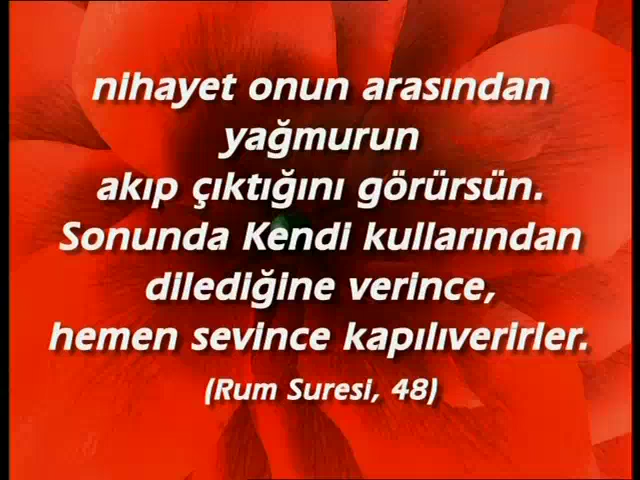 nihayet onun arasından
yağmurun
akıp çıktığını görürsün.
Sonunda Kendi kullarından
dilediğine verince,
hemen sevince kapılıverirler.
(Rum Suresi, 48)